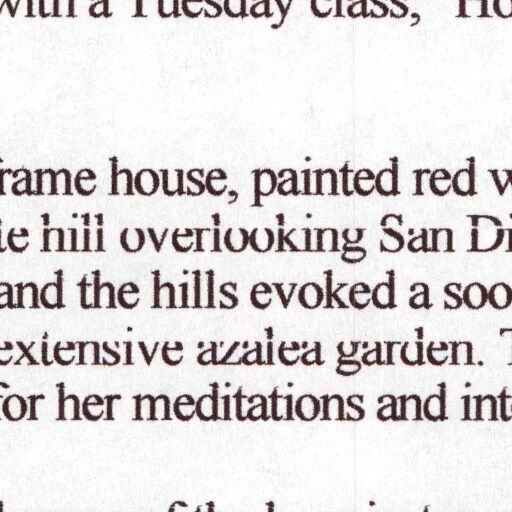 with a Tuesday class, "Ho
frame house, painted red w
te hill overlooking San Di
and the hills evoked a soo
extensive azalea garden. T
for her meditations and int